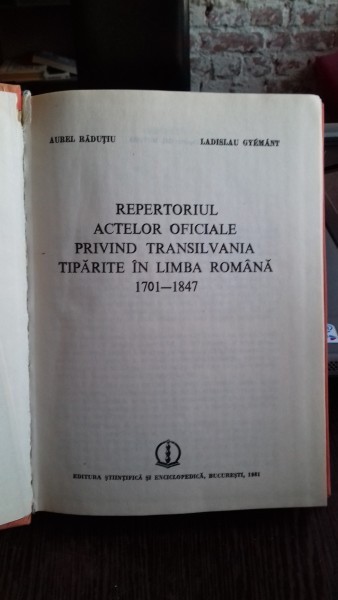 AUREL RĂDUȚIU LADISLAU GYÉMÁNT
REPERTORIUL
ACTELOR OFICIALE
PRIVIND TRANSILVANIA
TIPĂRITE ÎN LIMBA ROMÂNĂ
1701—1847
EDITURA ȘTIINȚIFICĂ ȘI ENCICLOPEDICĂ, BUCUREȘTI, 1981